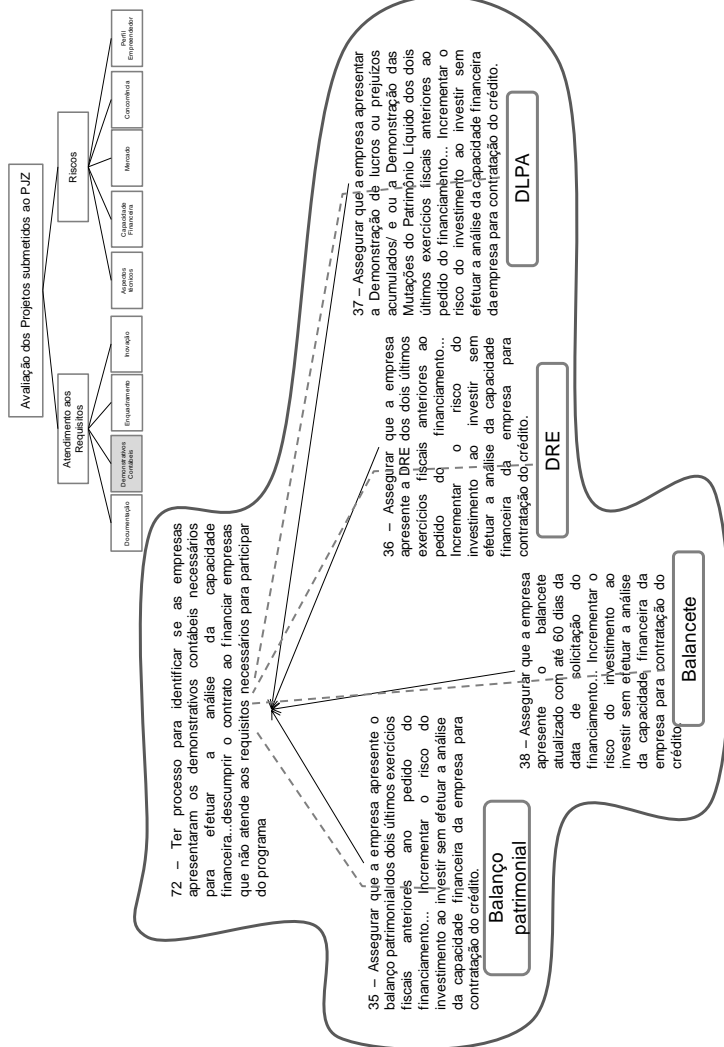 Avaliação dos Projetos submetidos ao PJZ
Atendimento aos
Requisitos
Riscos
Documentação
Demonstrativos
Contábeis
Enquadramento
Inovação
Aspectos
técnicos
Capacidade
Financeira
Mercado
Concorrência
Perfil
Empreendedor
72 – Ter processo para identificar se as empresas
apresentaram os demonstrativos contábeis necessários
para efetuar a análise da capacidade
financeira...descumprir o contrato ao financiar empresas
que não atende aos requisitos necessários para participar
do programa
35 – Assegurar que a empresa apresente o
balanço patrimonialidos dois últimos exercícios
fiscais anteriores ano pedido do
financiamento... Incrementar o risco do
investimento ao investir sem efetuar a análise
da capacidade financeira da empresa para
contratação do crédito.
Balanço
patrimonial
38 – Assegurar que a empresa
apresente o balancete
atualizado com até 60 dias da
data de solicitação do
financiamento... Incrementar o
risco do investimento ao
investir sem efetuar a análise
da capacidade financeira da
empresa para contratação do
crédito.
Balancete
36 – Assegurar que a empresa
apresente a DRE dos dois últimos
exercícios fiscais anteriores ao
pedido do financiamento...
Incrementar o risco do
investimento ao investir sem
efetuar a análise da capacidade
financeira da empresa para
contratação do crédito.
DRE
37 – Assegurar que a empresa apresentar
a Demonstração de lucros ou prejuízos
acumulados/ e ou a Demonstração das
Mutações do Patrimônio Líquido dos dois
últimos exercícios fiscais anteriores ao
pedido do financiamento... Incrementar o
risco do investimento ao investir sem
efetuar a análise da capacidade financeira
da empresa para contratação do crédito.
DLPA